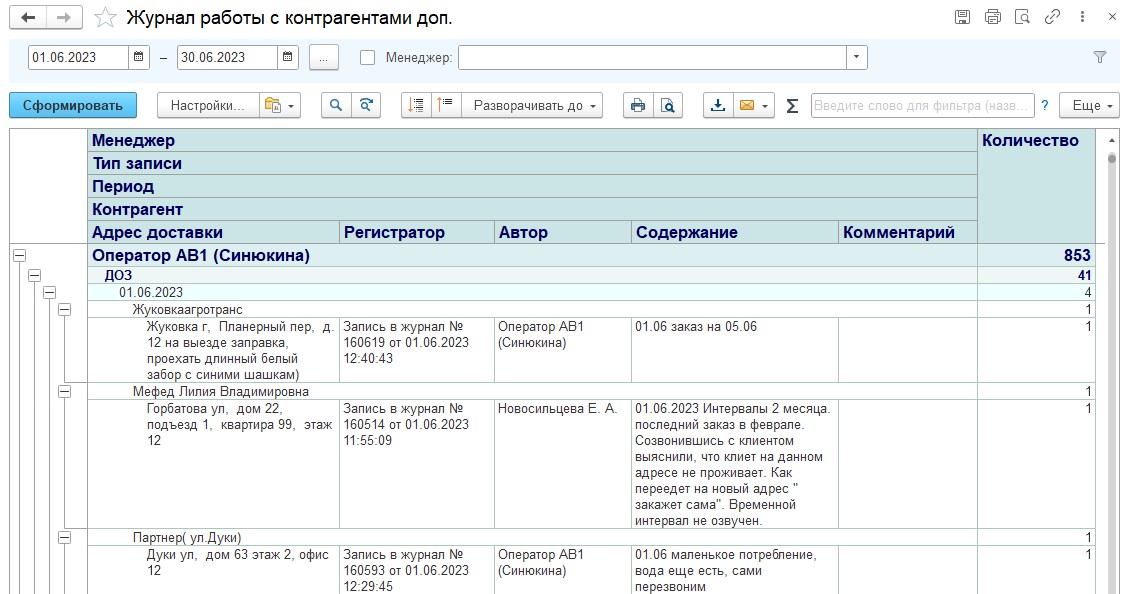 Журнал работы с контрагентами доп.
01.06.2023 – 30.06.2023 ... Менеджер:
Сформировать Настройки... Разворачивать до Σ Введите слово для фильтра (назв... ? Еще
Менеджер Количество
Тип записи
Период
Контрагент
Адрес доставки Регистратор Автор Содержание Комментарий
Оператор АВ1 (Синюкина) 853
ДОЗ 41
01.06.2023 4
Жуковкаагротранс 1
Жуковка г, Планерный пер, д. Запись в журнал № Оператор АВ1 01.06 заказ на 05.06 1
12 на выезде заправка, 160619 от 01.06.2023 (Синюкина)
проехать длинный белый 12:40:43
забор с синими шашкам)
Мефед Лилия Владимировна 1
Горбатова ул, дом 22, Запись в журнал № Новосильцева Е. А. 01.06.2023 Интервалы 2 месяца. 1
подъезд 1, квартира 99, этаж 160514 от 01.06.2023 последний заказ в феврале.
12 11:55:09 Созвонившись с клиентом
выяснили, что клиет на данном
адресе не проживает. Как
переедет на новый адрес "
закажет сама". Временной
интервал не озвучен.
Партнер( ул.Дуки) 1
Дуки ул, дом 63 этаж 2, офис Запись в журнал № Оператор АВ1 01.06 маленькое потребление, 1
12 160593 от 01.06.2023 (Синюкина) вода еще есть, сами
12:29:45 перезвоним